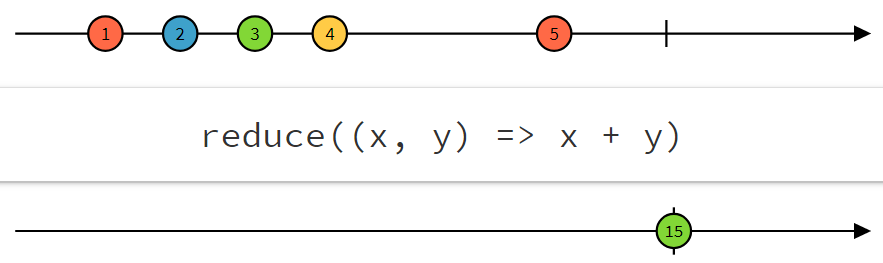 1 2 3 4 5
reduce((x, y) => x + y)
15